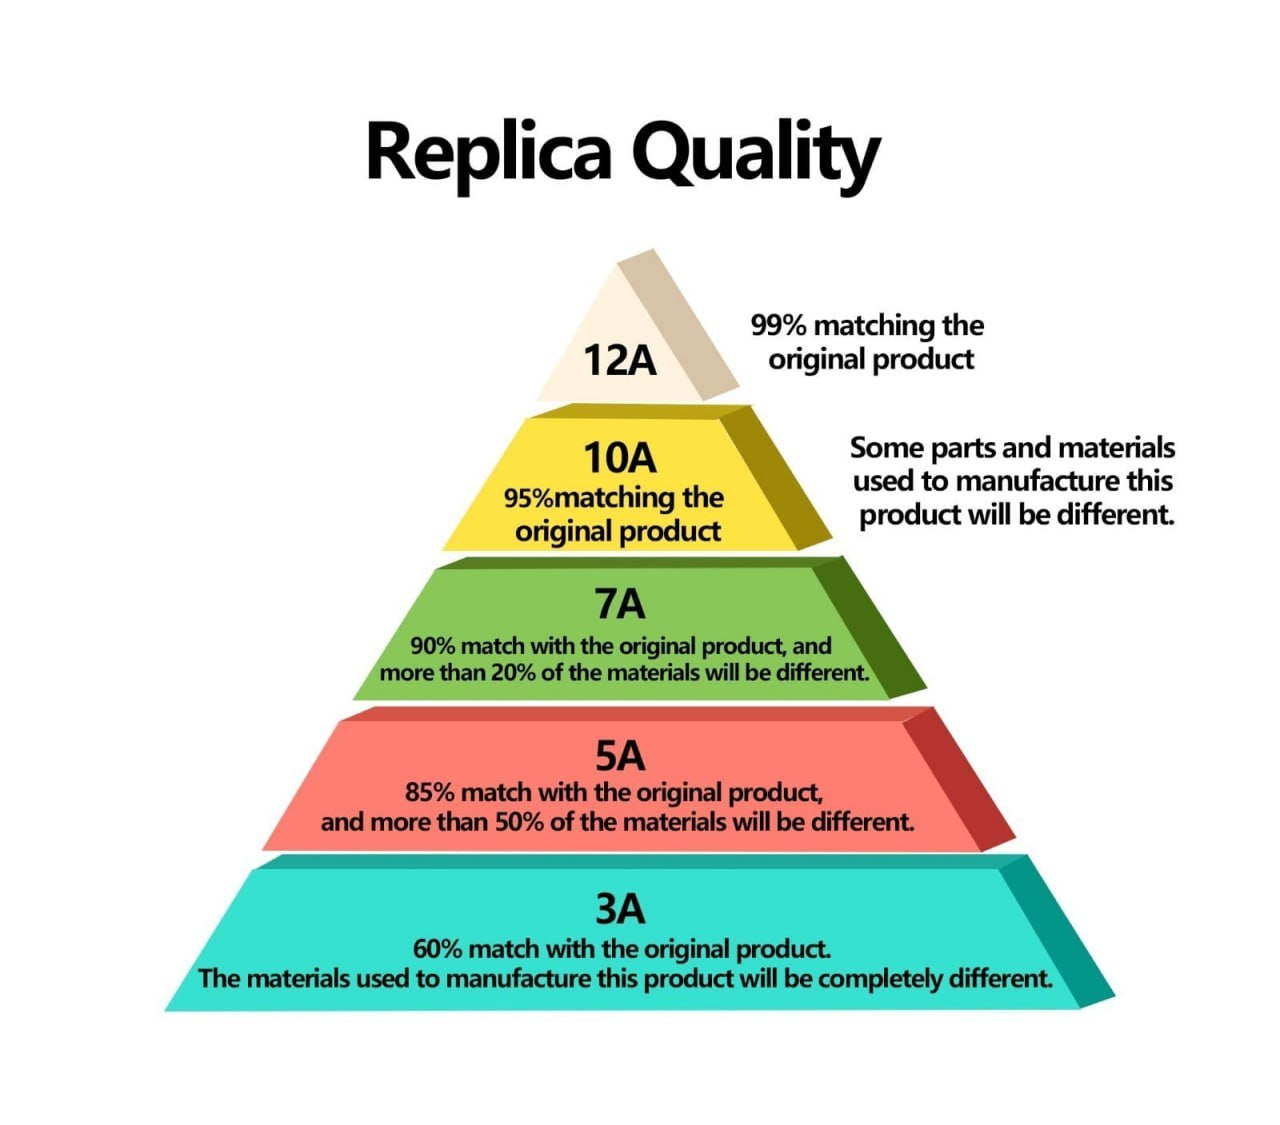 Replica Quality
12A
99% matching the
original product
10A
95%matching the
original product
Some parts and materials
used to manufacture this
product will be different.
7A
90% match with the original product, and
more than 20% of the materials will be different.
5A
85% match with the original product,
and more than 50% of the materials will be different.
3A
60% match with the original product.
The materials used to manufacture this product will be completely different.